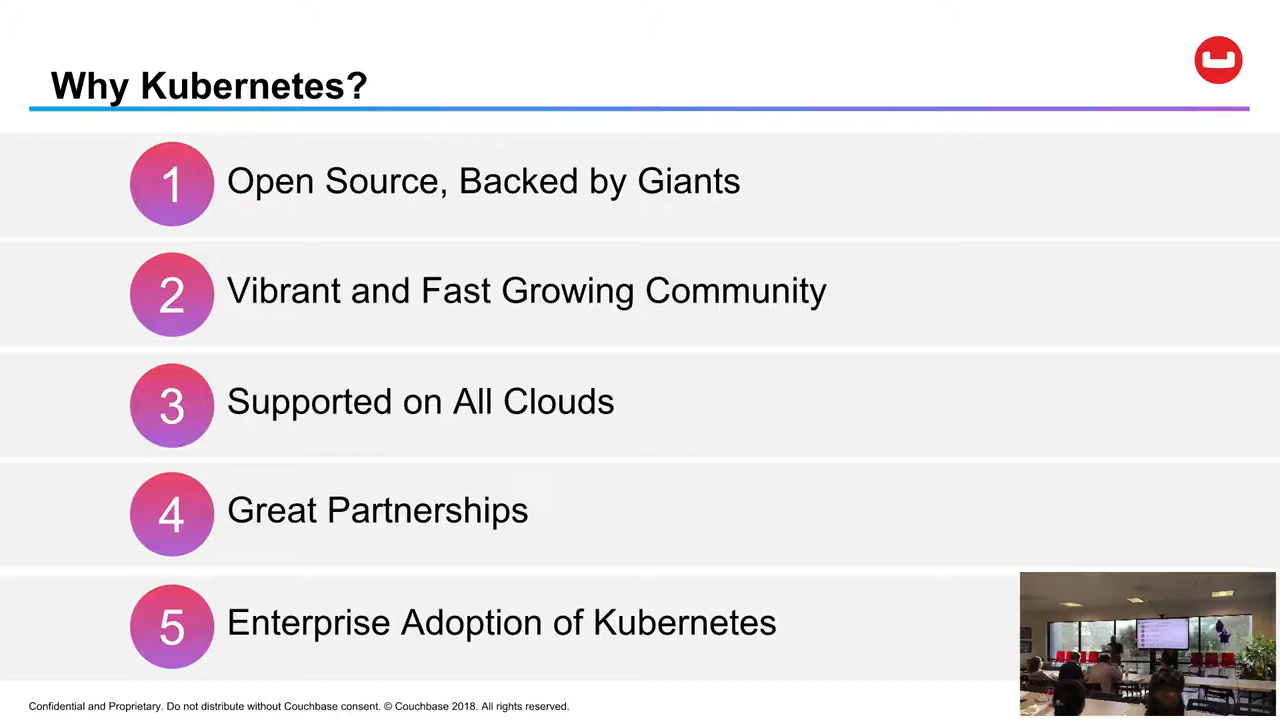 Why Kubernetes?
1 Open Source, Backed by Giants
2 Vibrant and Fast Growing Community
3 Supported on All Clouds
4 Great Partnerships
5 Enterprise Adoption of Kubernetes
Confidential and Proprietary. Do not distribute without Couchbase consent. © Couchbase 2018. All rights reserved.